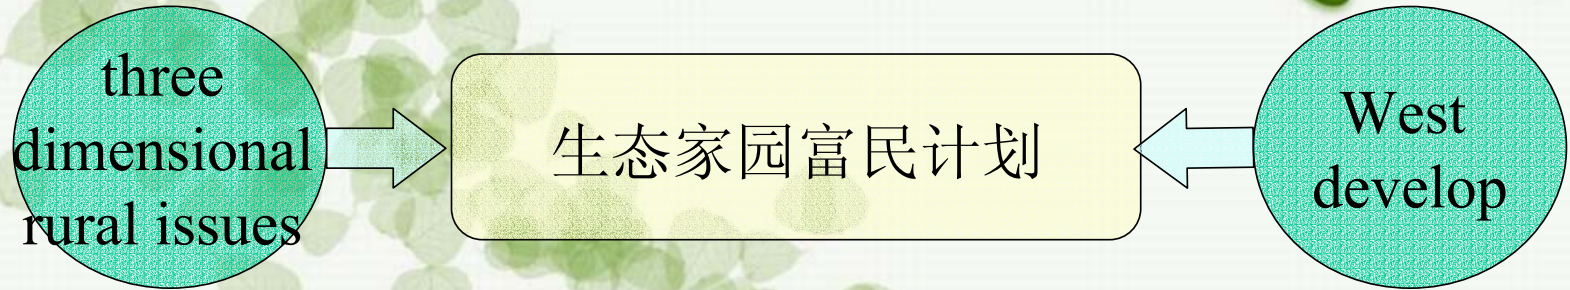 three
dimensional
rural issues
生态家园富民计划
West
develop